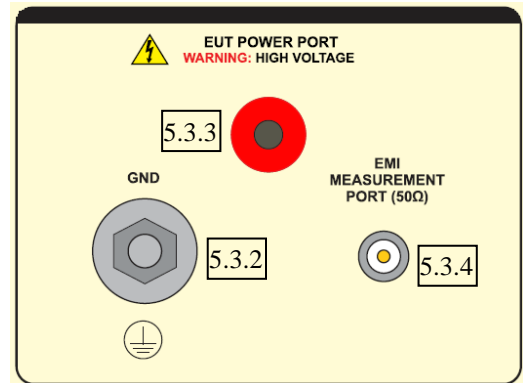 EUT POWER PORT
WARNING: HIGH VOLTAGE
5.3.3
GND
EMI
MEASUREMENT
PORT (50Ω)
5.3.2
5.3.4